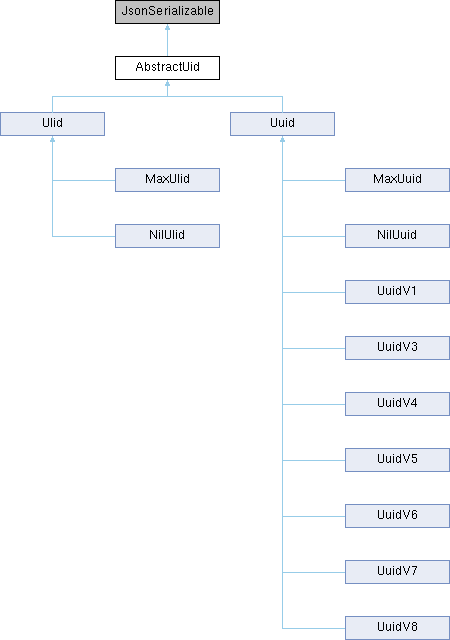 JsonSerializable
AbstractUid
Ulid
Uuid
MaxUlid
MaxUuid
NilUlid
NilUuid
UuidV1
UuidV3
UuidV4
UuidV5
UuidV6
UuidV7
UuidV8